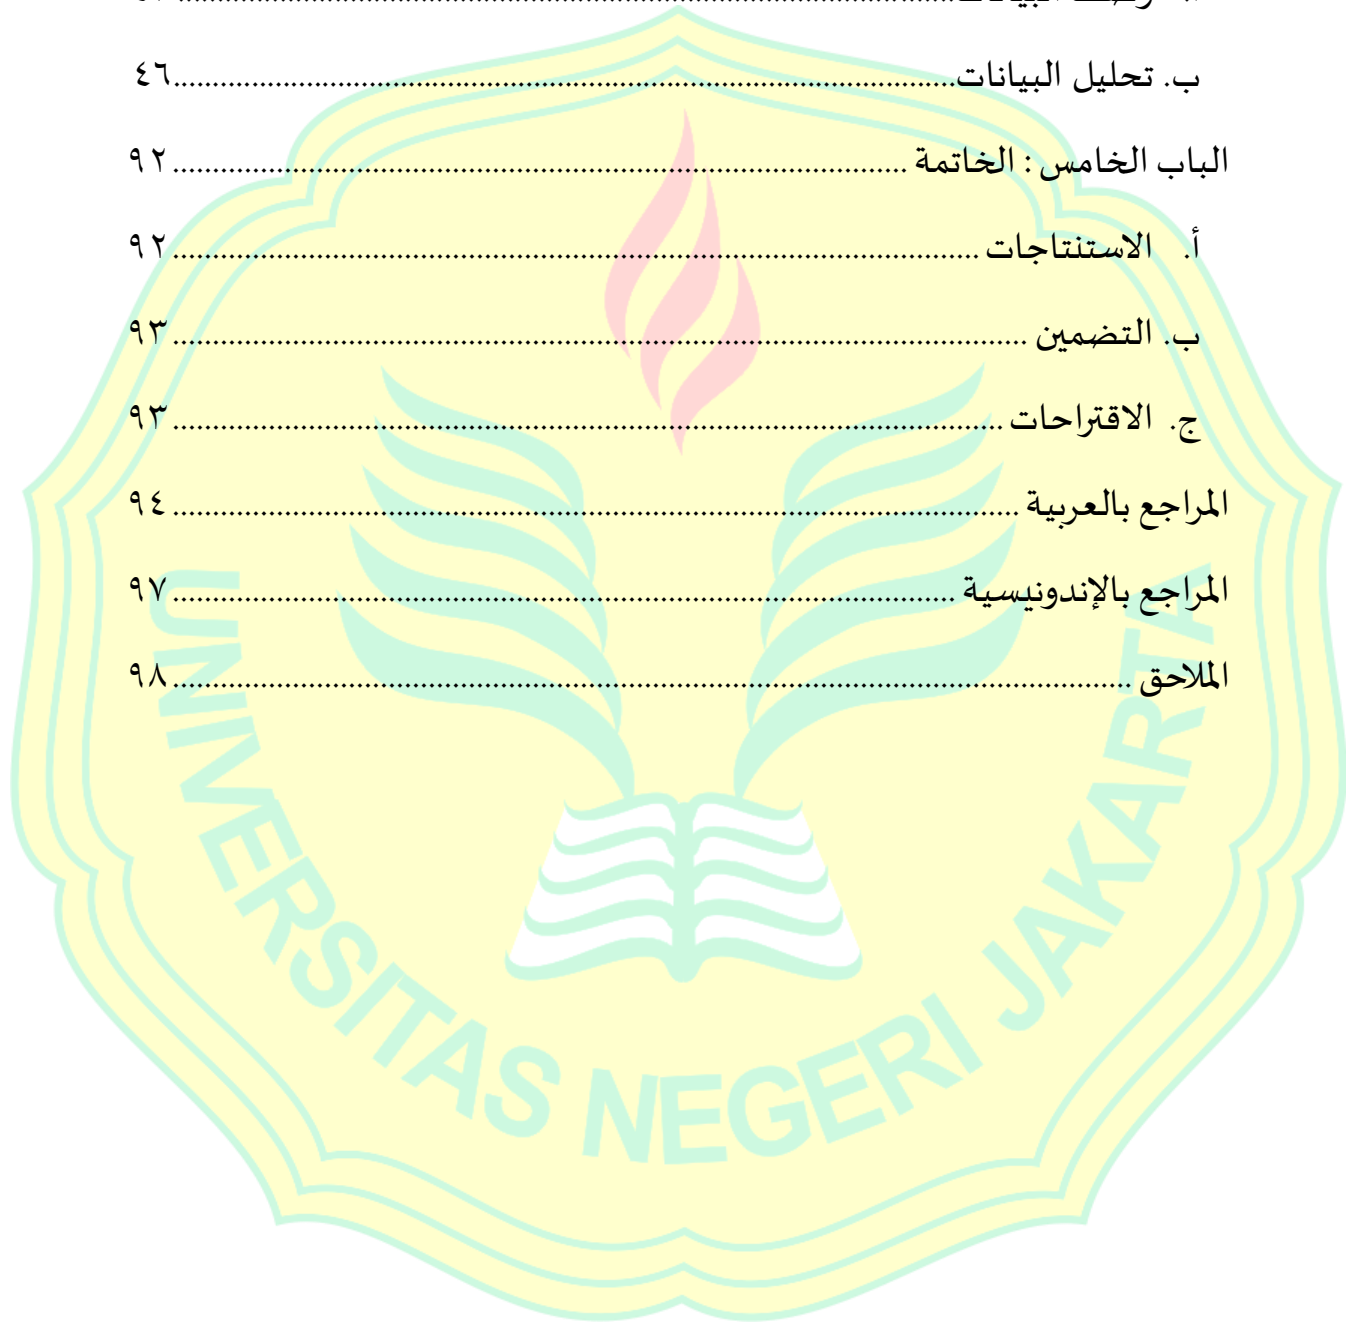 ب. تحليل البيانات.......................................................................................................٤٦
الباب الخامس : الخاتمة ...............................................................................................٩٢
أ. الاستنتاجات ........................................................................................................٩٢
ب. التضمين ..............................................................................................................٩٣
ج. الاقتراحات ..........................................................................................................٩٣
المراجع بالعربية .............................................................................................................٩٤
المراجع بالإندونيسية .....................................................................................................٩٧
الملاحق ...........................................................................................................................٩٨
UNIVERSITAS NEGERI JAKARTA